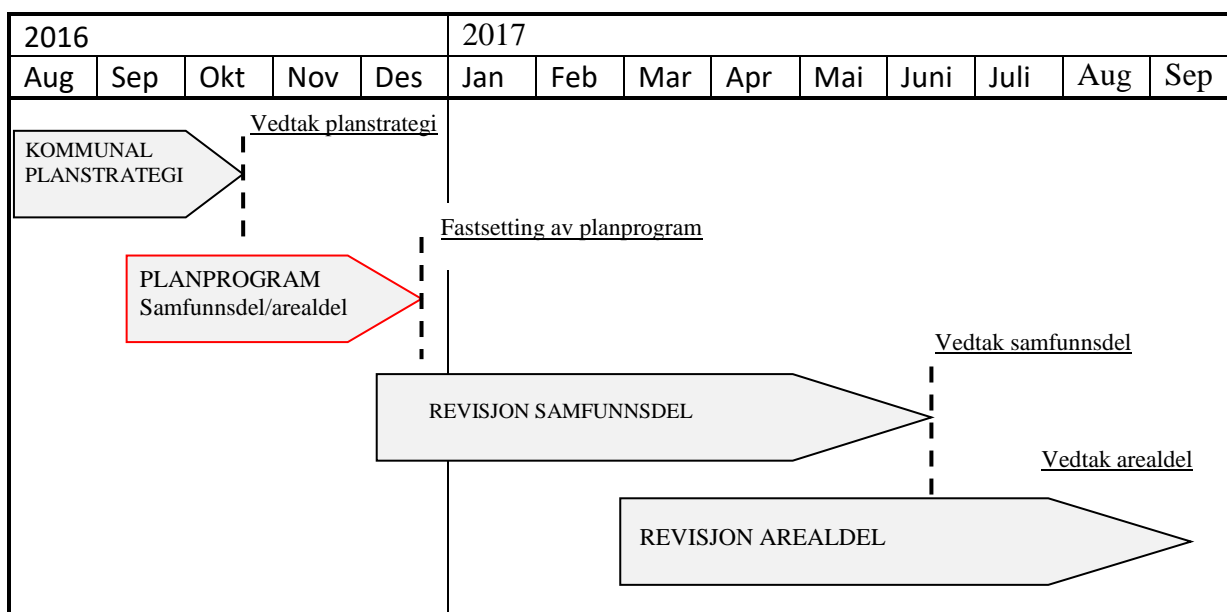 2016 2017
Aug Sep Okt Nov Des Jan Feb Mar Apr Mai Juni Juli Aug Sep
Vedtak planstrategi
KOMMUNAL
PLANSTRATEGI
Fastsetting av planprogram
PLANPROGRAM
Samfunnsdel/arealdel
Vedtak samfunnsdel
REVISJON SAMFUNNSDEL
Vedtak arealdel
REVISJON AREALDEL